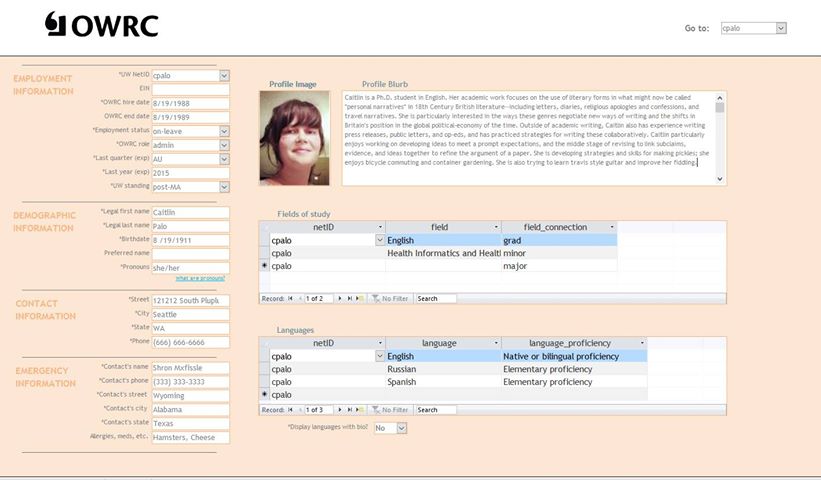 OWRC
Go to: cpalo
EMPLOYMENT INFORMATION
*UW NetID cpalo
EIN
*OWRC hire date 8/19/1988
OWRC end date 8/19/1989
*Employment status on-leave
*OWRC role admin
*Last quarter (exp) AU
*Last year (exp) 2015
*UW standing post-MA
DEMOGRAPHIC INFORMATION
*Legal first name Caitlin
*Legal last name Palo
*Birthdate 8 /19/1911
Preferred name
*Pronouns she/her
What are pronouns?
CONTACT INFORMATION
*Street 121212 South Plupl
*City Seattle
*State WA
*Phone (666) 666-6666
EMERGENCY INFORMATION
*Contact's name Shron Mxfissle
*Contact's phone (333) 333-3333
*Contact's street Wyoming
*Contact's city Alabama
*Contact's state Texas
Allergies, meds, etc. Hamsters, Cheese
Profile Image
Profile Blurb
Caitlin is a Ph.D. student in English. Her academic work focuses on the use of literary forms in what might now be called
"personal narratives" in 18th Century British literature—including letters, diaries, religious apologies and confessions, and
travel narratives. She is particularly interested in the ways these genres negotiate new ways of writing and the shifts in
Britain's position in the global political-economy of the time. Outside of academic writing, Caitlin also has experience writing
press releases, public letters, and op-eds, and has practiced strategies for writing these collaboratively. Caitlin particularly
enjoys working on developing ideas to meet a prompt expectations, and the middle stage of revising to link subclaims,
evidence, and ideas together to refine the argument of a paper. She is developing strategies and skills for making pickles; she
enjoys bicycle commuting and container gardening. She is also trying to learn travis style guitar and improve her fidding.
Fields of study
netID field field_connection
cpalo English grad
Health Informatics and Healt minor
cpalo major
Record: 1 of 2 No Filter Search
Languages
netID language language_proficiency
cpalo English Native or bilingual proficiency
cpalo Russian Elementary proficiency
cpalo Spanish Elementary proficiency
cpalo
Record: 1 of 3 No Filter Search
*Display languages with bio? No